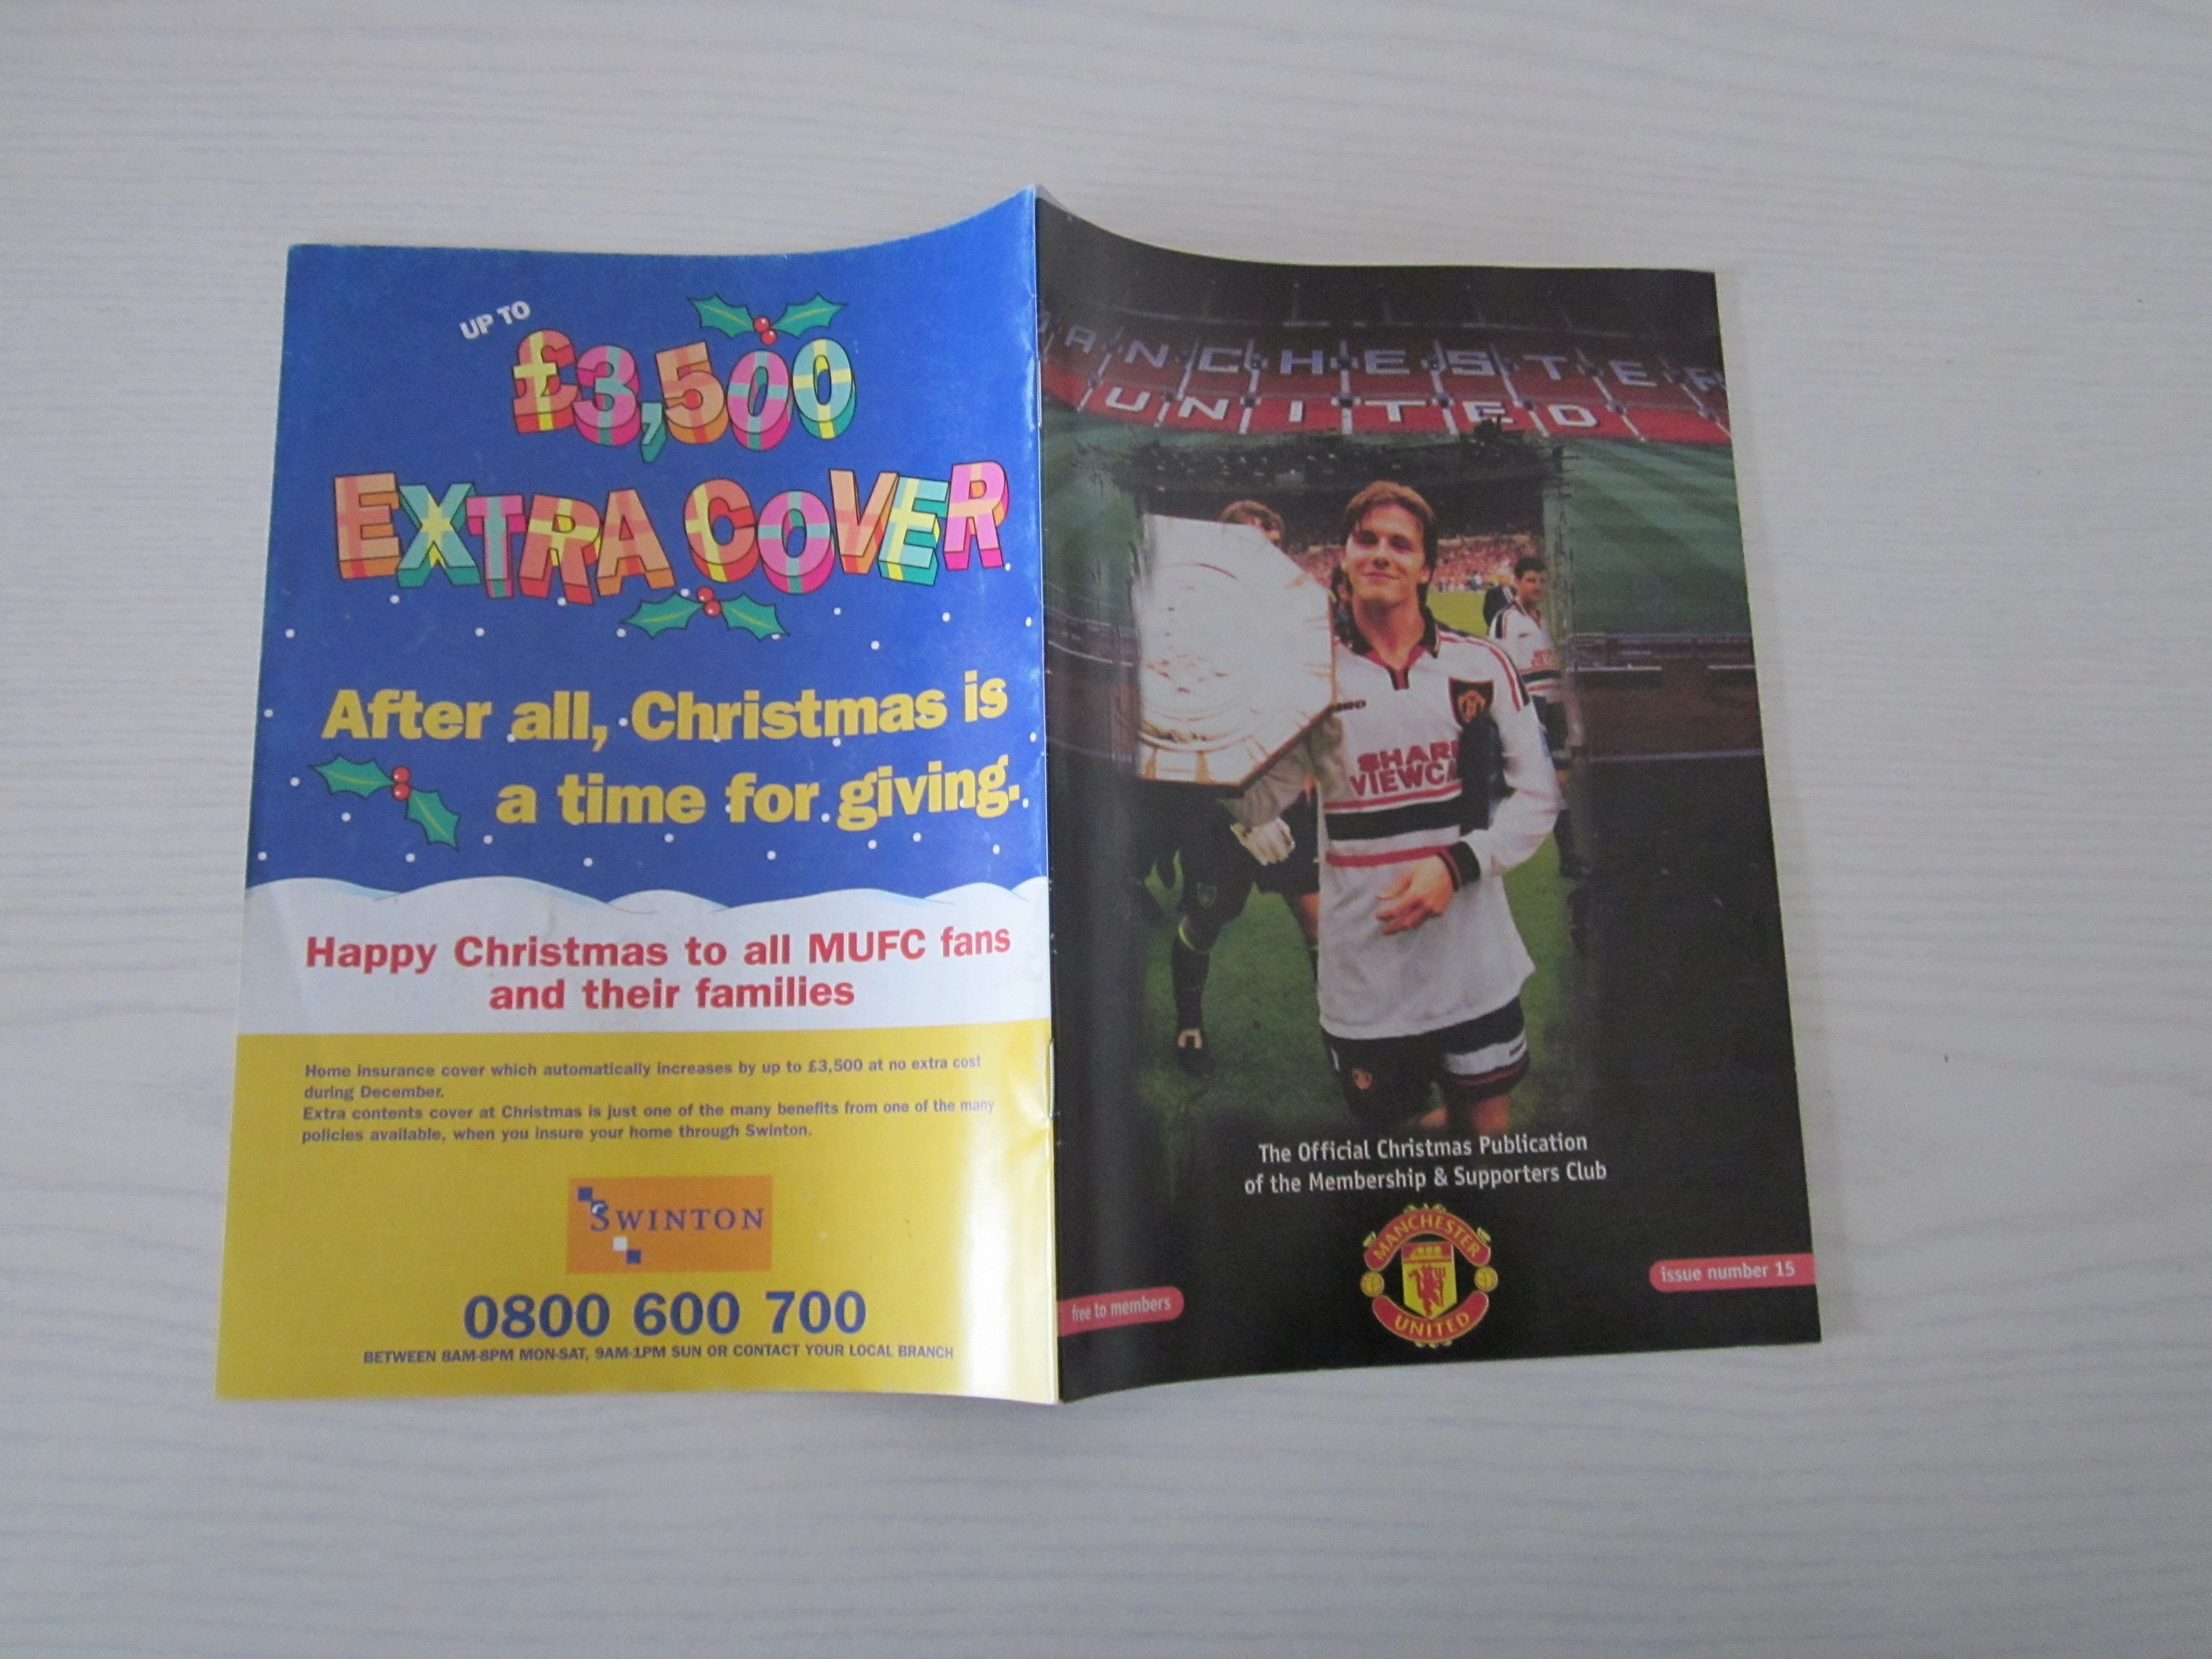 UP TO
£3,500
EXTRA COVER
After all, Christmas is
a time for giving.
Happy Christmas to all MUFC fans
and their families
Home insurance cover which automatically increases by up to £3,500 at no extra cost
during December.
Extra contents cover at Christmas is just one of the many benefits from one of the many
policies available, when you insure your home through Swinton.
SWINTON
0800 600 700
BETWEEN 8AM-8PM MON-SAT, 9AM-1PM SUN OR CONTACT YOUR LOCAL BRANCH
ANCHESTER
UNITED
SHARP
VIEWCA
The Official Christmas Publication
of the Membership & Supporters Club
MANCHESTER
UNITED
free to members
issue number 15